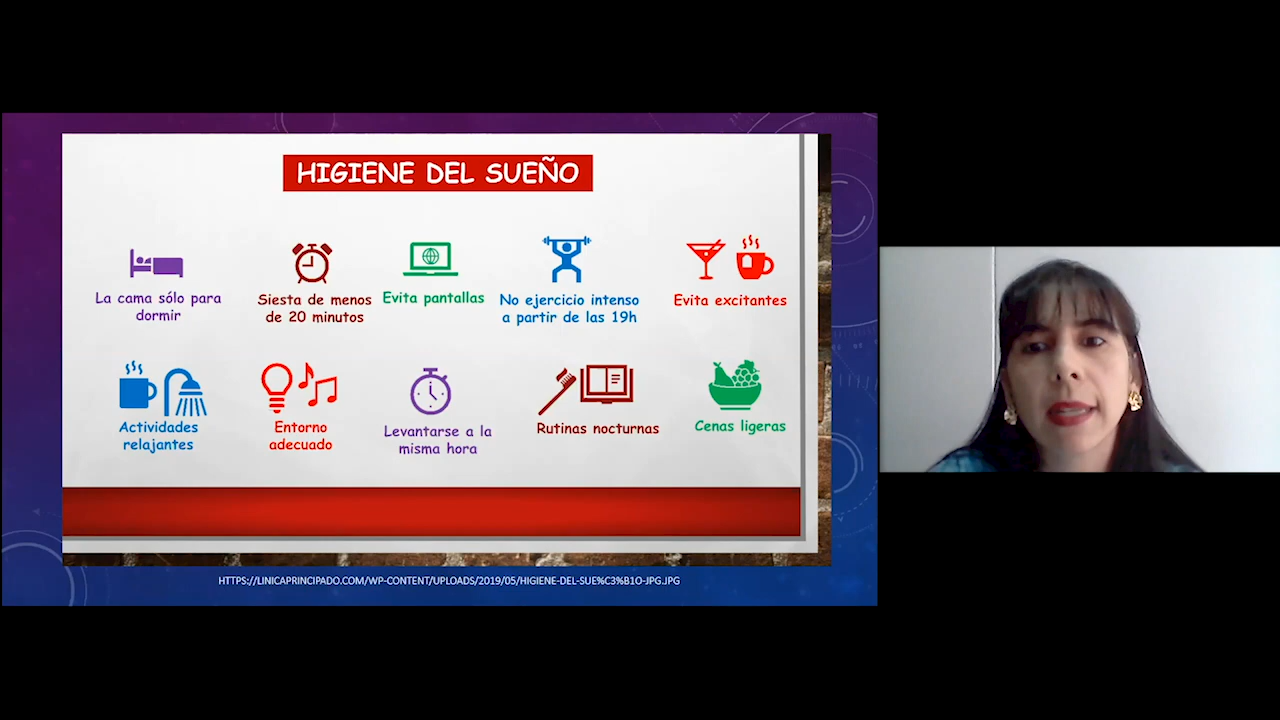 HIGIENE DEL SUEÑO
La cama sólo para
dormir
Siesta de menos
de 20 minutos
Evita pantallas
No ejercicio intenso
a partir de las 19h
Evita excitantes
Actividades
relajantes
Entorno
adecuado
Levantarse a la
misma hora
Rutinas nocturnas
Cenas ligeras
HTTPS://LINICAPRINCIPADO.COM/WP-CONTENT/UPLOADS/2019/05/HIGIENE-DEL-SUE%C3%B1O-JPG.JPG